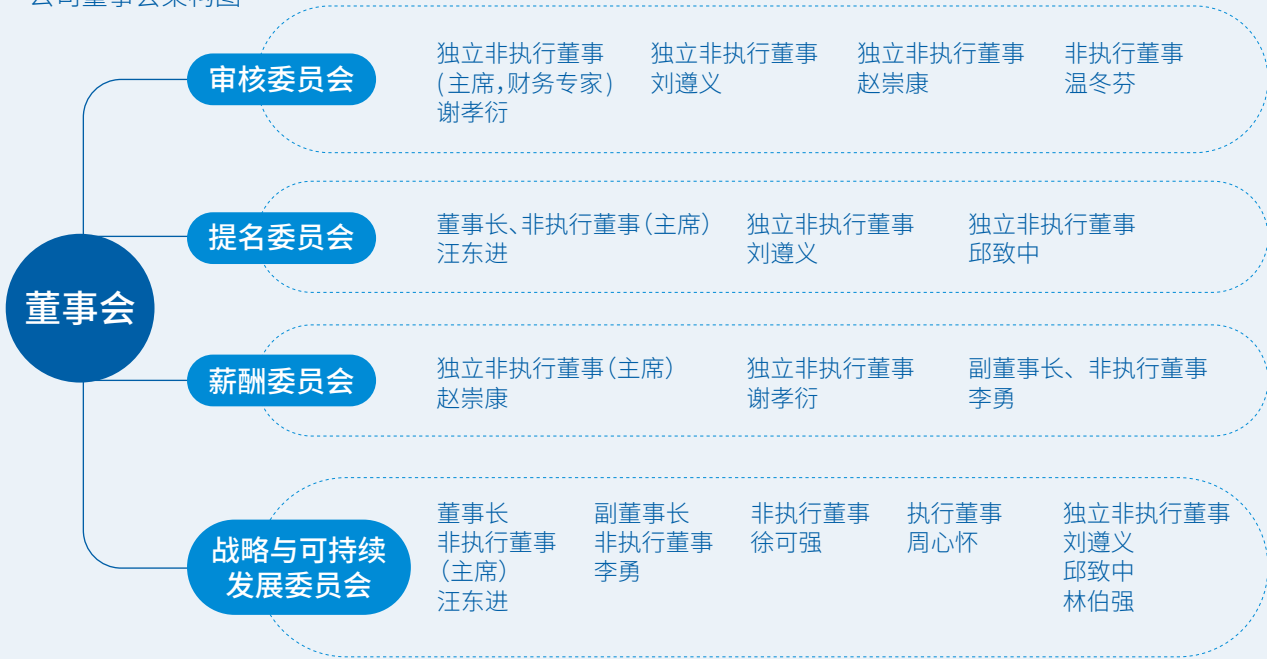 公司董事会架构图
审核委员会
独立非执行董事
(主席,财务专家)
谢孝衍
独立非执行董事
刘遵义
独立非执行董事
赵崇康
非执行董事
温冬芬
提名委员会
董事长、非执行董事(主席)
汪东进
独立非执行董事
刘遵义
独立非执行董事
邱致中
董事会
薪酬委员会
独立非执行董事(主席)
赵崇康
独立非执行董事
谢孝衍
副董事长、非执行董事
李勇
战略与可持续
发展委员会
董事长
非执行董事
(主席)
汪东进
副董事长
非执行董事
李勇
非执行董事
徐可强
执行董事
周心怀
独立非执行董事
刘遵义
邱致中
林伯强